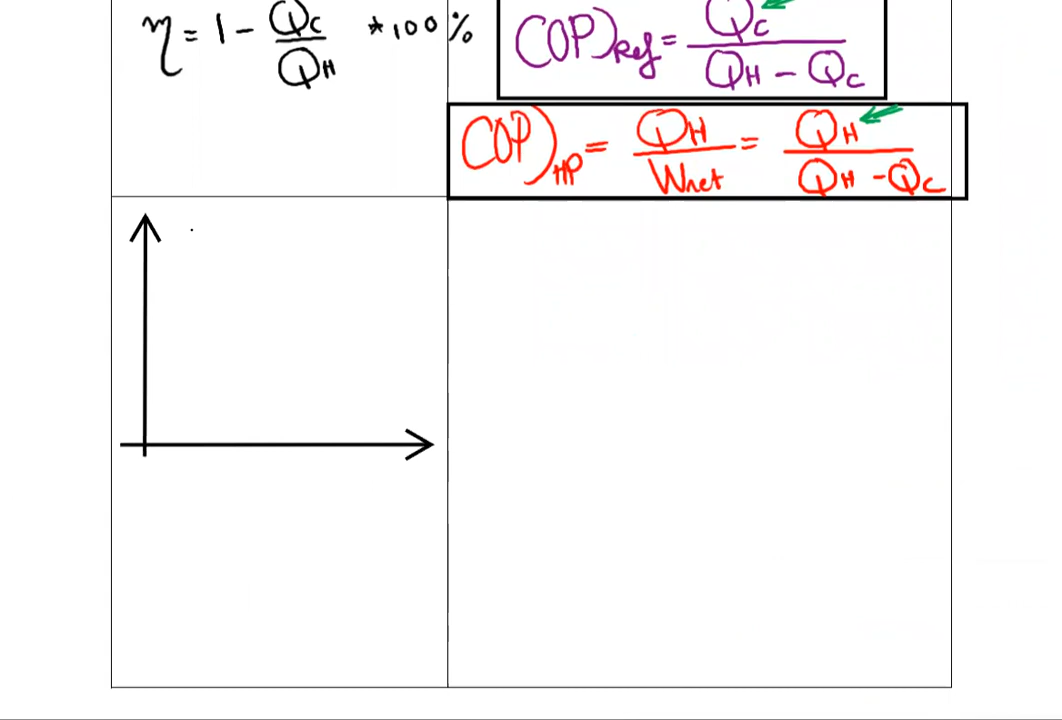 η = 1 - Qc/QH *100%
COP)Ref = Qc/QH - Qc
COP)HP = QH/Wnet = QH/QH - Qc